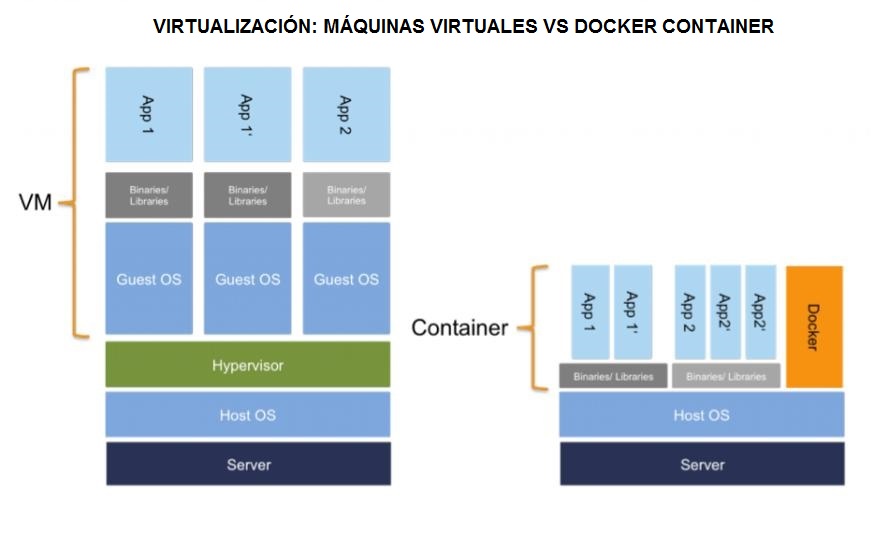 VIRTUALIZACIÓN: MÁQUINAS VIRTUALES VS DOCKER CONTAINER
VM
App 1
App 1'
App 2
Binaries/
Libraries
Binaries/
Libraries
Binaries/
Libraries
Guest OS
Guest OS
Guest OS
Hypervisor
Host OS
Server
Container
App 1
App 1'
App 2
App2'
App2'
Docker
Binaries/ Libraries
Binaries/ Libraries
Host OS
Server